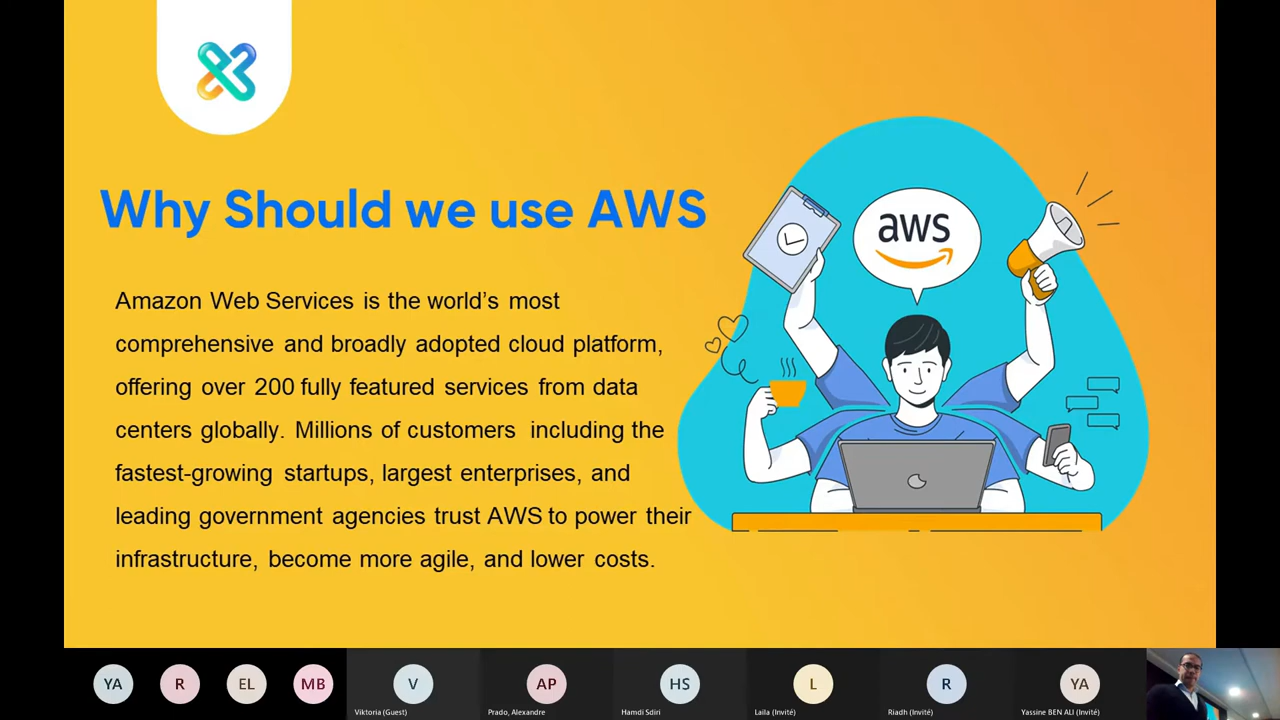 Why Should we use AWS
aws
Amazon Web Services is the world's most
comprehensive and broadly adopted cloud platform,
offering over 200 fully featured services from data
centers globally. Millions of customers including the
fastest-growing startups, largest enterprises, and
leading government agencies trust AWS to power their
infrastructure, become more agile, and lower costs.
YA
R
EL
MB
V
Viktoria (Guest)
AP
Prado, Alexandre
HS
Hamdi Sdiri
L
Laila (Invité)
R
Riadh (Invité)
YA
Yassine BEN ALI (Invité)